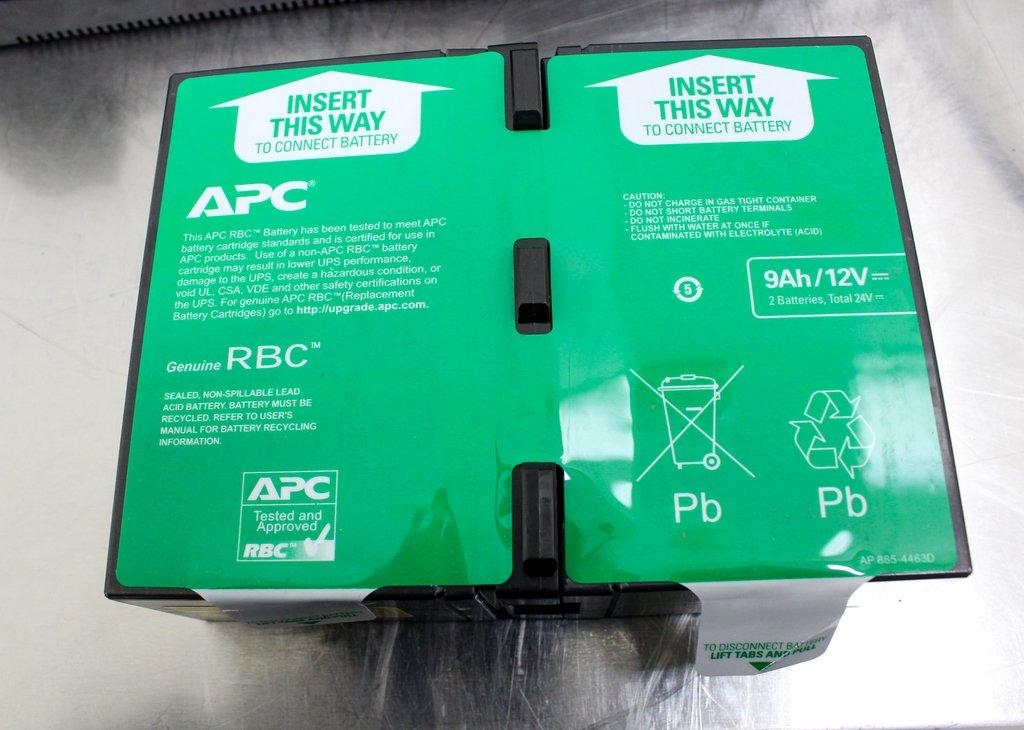 INSERT
THIS WAY
TO CONNECT BATTERY
APC®
This APC RBC™ Battery has been tested to meet APC
battery cartridge standards and is certified for use in
APC products. Use of a non-APC RBC™ battery
cartridge may result in lower UPS performance,
damage to the UPS, create a hazardous condition, or
void UL, CSA, VDE and other safety certifications on
the UPS. For genuine APC RBC™(Replacement
Battery Cartridges) go to http://upgrade.apc.com.
Genuine RBC™
SEALED, NON-SPILLABLE LEAD
ACID BATTERY. BATTERY MUST BE
RECYCLED. REFER TO USER'S
MANUAL FOR BATTERY RECYCLING
INFORMATION.
APC
Tested and
Approved
RBC™
INSERT
THIS WAY
TO CONNECT BATTERY
CAUTION:
- DO NOT CHARGE IN GAS TIGHT CONTAINER
- DO NOT SHORT BATTERY TERMINALS
- DO NOT INCINERATE
- FLUSH WITH WATER AT ONCE IF
CONTAMINATED WITH ELECTROLYTE (ACID)
5
9Ah/12V
2 Batteries, Total 24V
Pb
Pb
AP 885-4463D
TO DISCONNECT BATTERY
LIFT TABS AND PULL